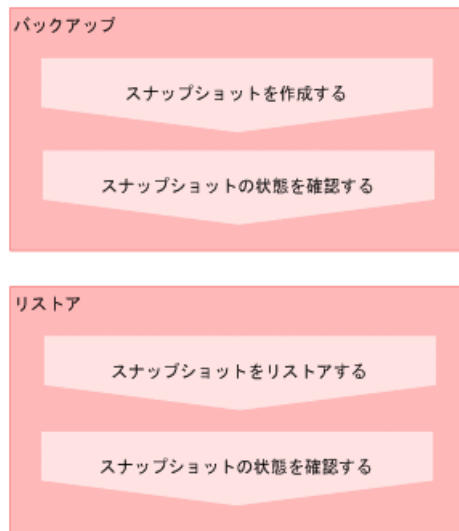 バックアップ
スナップショットを作成する
スナップショットの状態を確認する
リストア
スナップショットをリストアする
スナップショットの状態を確認する